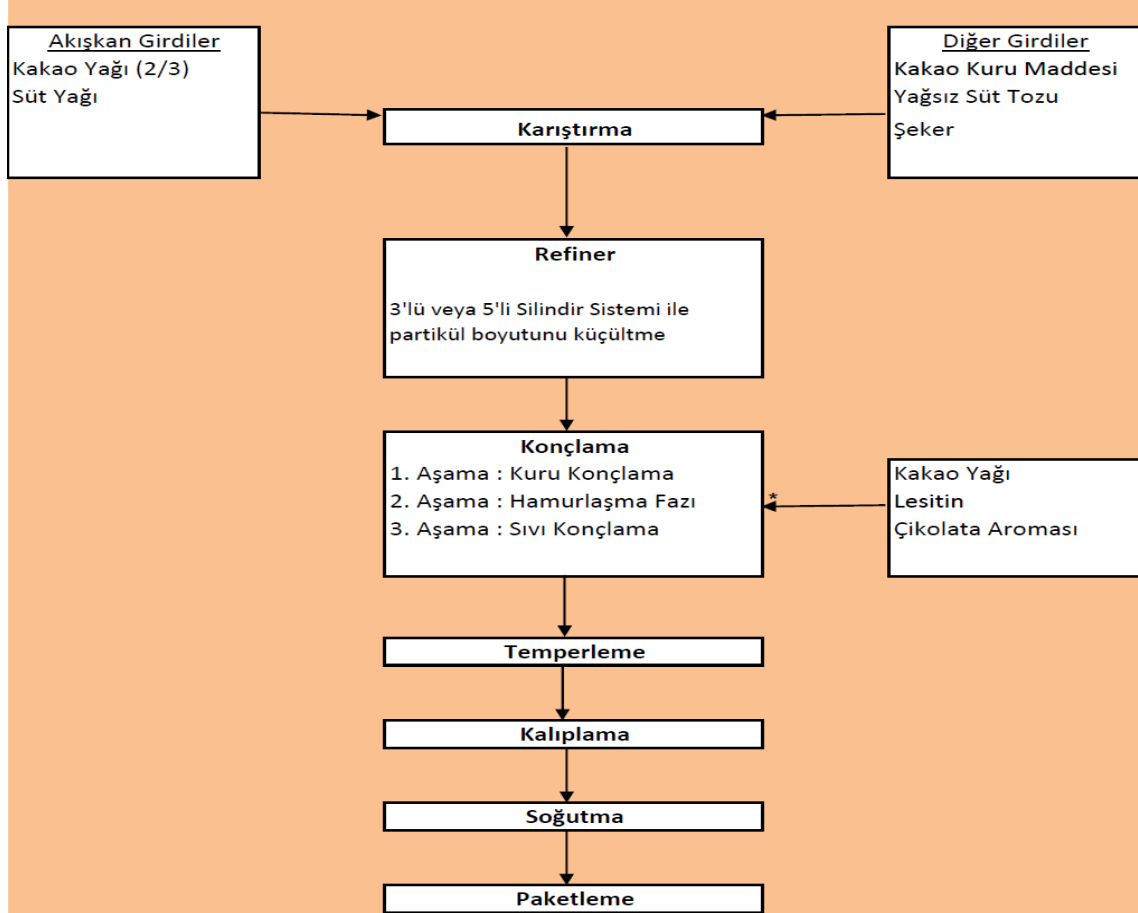 Akışkan Girdiler
Kakao Yağı (2/3)
Süt Yağı
Diğer Girdiler
Kakao Kuru Maddesi
Yağsız Süt Tozu
Şeker
Karıştırma
Refiner
3'lü veya 5'li Silindir Sistemi ile
partikül boyutunu küçültme
Konçlama
1. Aşama : Kuru Konçlama
2. Aşama : Hamurlaşma Fazı
3. Aşama : Sıvı Konçlama
*
Kakao Yağı
Lesitin
Çikolata Aroması
Temperleme
Kalıplama
Soğutma
Paketleme